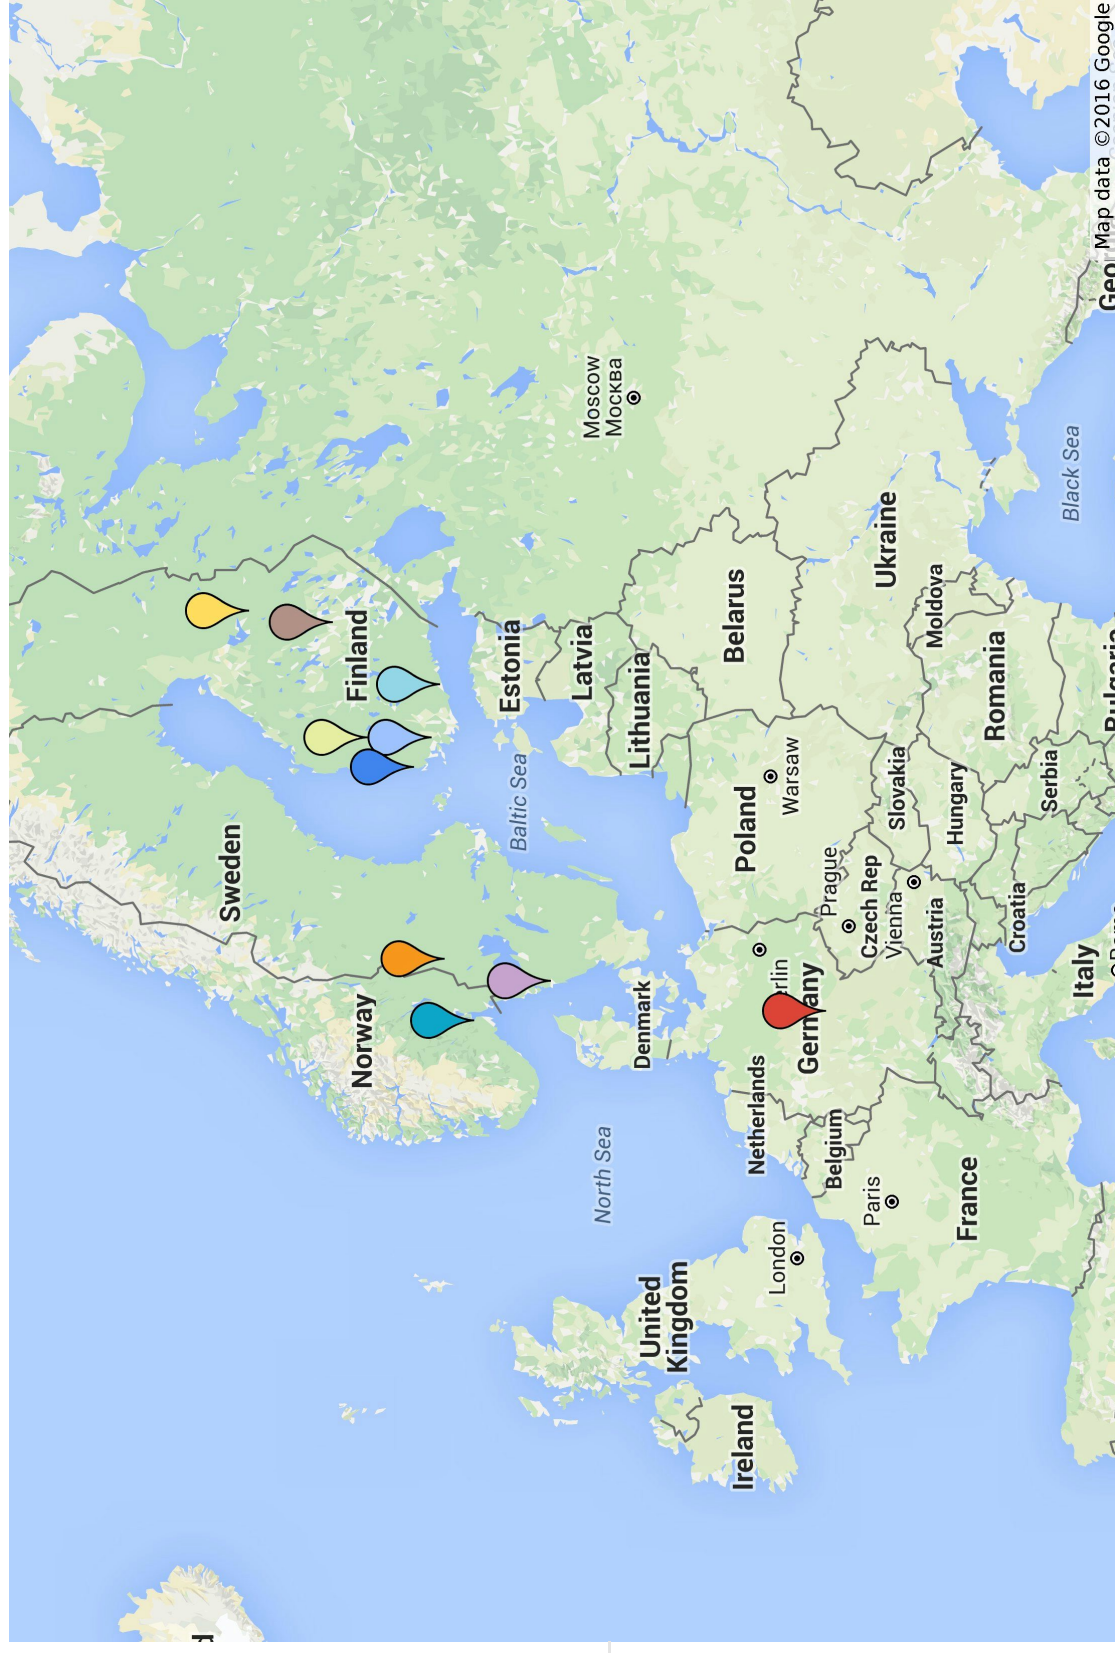 Sweden
Norway
Finland
Estonia
Latvia
Lithuania
Baltic Sea
North Sea
Denmark
Moscow
Москва
Belarus
Poland
Warsaw
Ukraine
Moldova
Romania
Slovakia
Hungary
Serbia
Croatia
Prague
Czech Rep
Vienna
Austria
Italy
Black Sea
rlin
Germany
Netherlands
Belgium
Paris
France
London
United
Kingdom
Ireland
Geo
Map data ©2016 Google